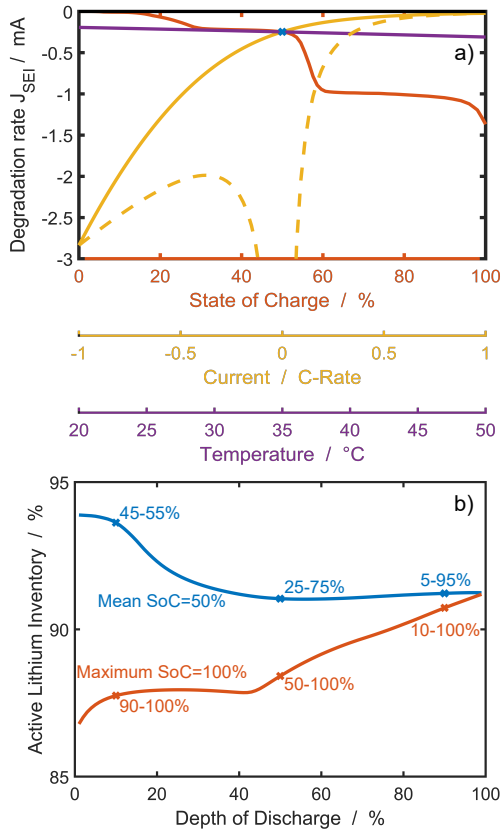 Degradation rate J_SEI / mA
0
-0.5
-1
-1.5
-2
-2.5
-3
a)
0 20 40 60 80 100
State of Charge / %
-1 -0.5 0 0.5 1
Current / C-Rate
20 25 30 35 40 45 50
Temperature / °C
Active Lithium Inventory / %
95
90
85
b)
45-55%
25-75%
5-95%
Mean SoC=50%
10-100%
Maximum SoC=100%
50-100%
90-100%
0 20 40 60 80 100
Depth of Discharge / %